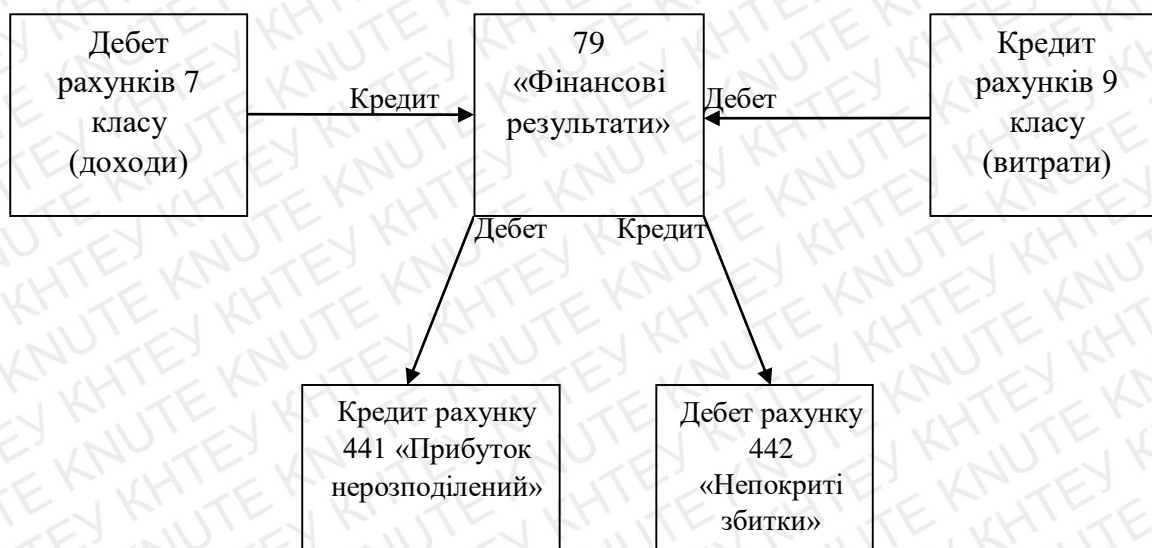 Дебет
рахунків 7
класу
(доходи)
Кредит
79
«Фінансові
результати»
Дебет
Кредит
рахунків 9
класу
(витрати)
Дебет
Кредит
Кредит рахунку
441 «Прибуток
нерозподілений»
Дебет рахунку
442
«Непокриті
збитки»